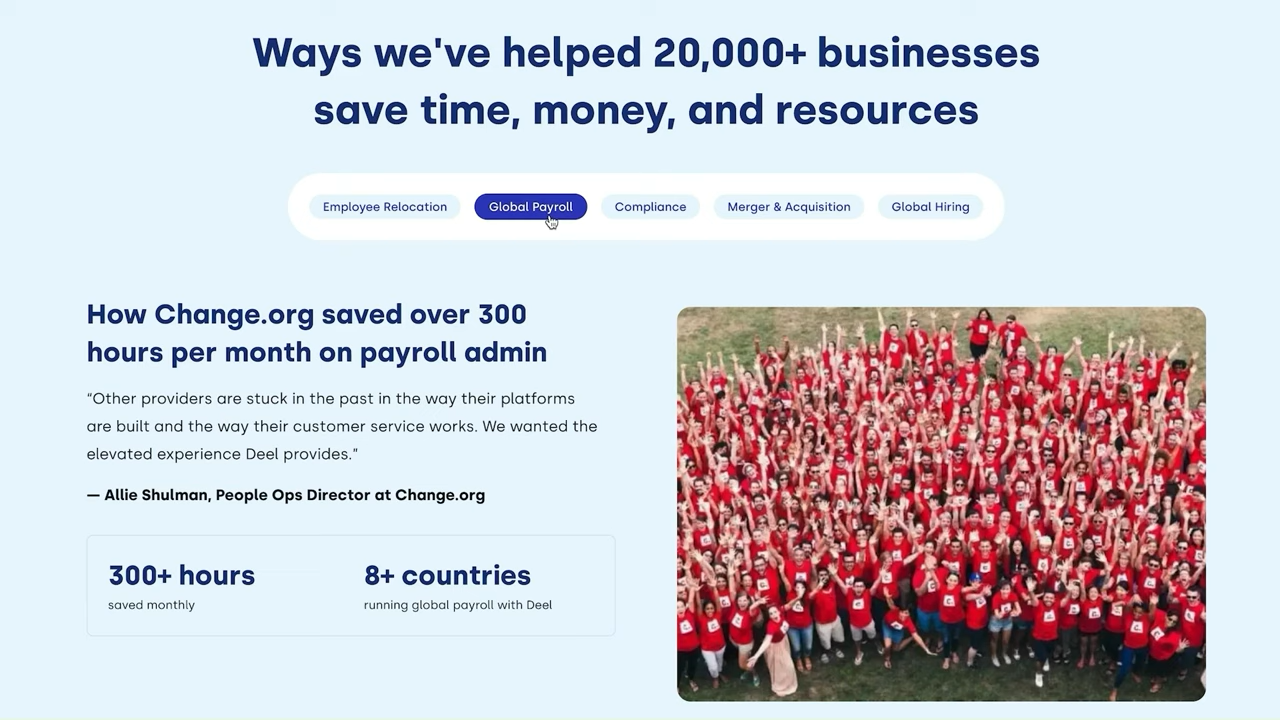 Ways we've helped 20,000+ businesses
save time, money, and resources
Employee Relocation
Global Payroll
Compliance
Merger & Acquisition
Global Hiring
How Change.org saved over 300
hours per month on payroll admin
“Other providers are stuck in the past in the way their platforms
are built and the way their customer service works. We wanted the
elevated experience Deel provides.”
— Allie Shulman, People Ops Director at Change.org
300+ hours
saved monthly
8+ countries
running global payroll with Deel